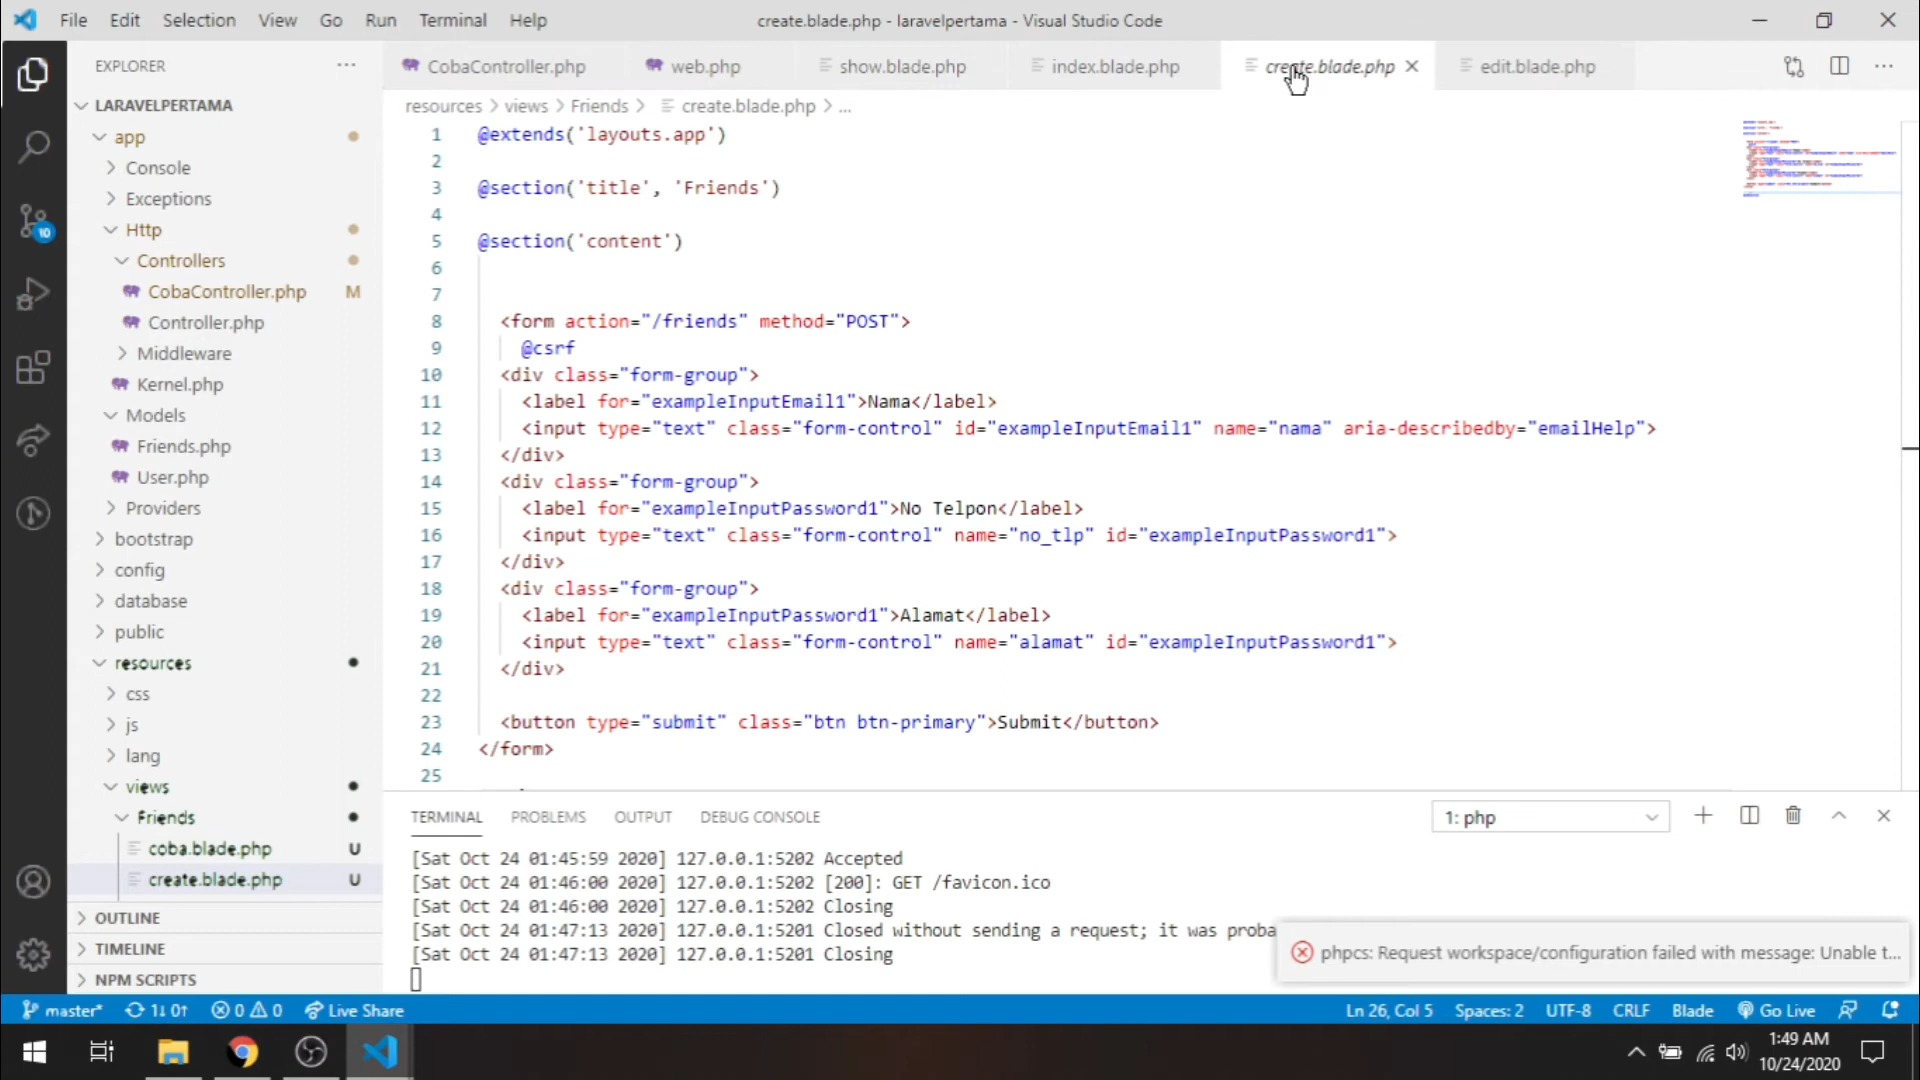 File Edit Selection View Go Run Terminal Help
create.blade.php - laravelpertama - Visual Studio Code
EXPLORER
LARAVELPERTAMA
app
Console
Exceptions
Http
Controllers
CobaController.php M
Controller.php
Middleware
Kernel.php
Models
Friends.php
User.php
Providers
bootstrap
config
database
public
resources
css
js
lang
views
Friends
coba.blade.php U
create.blade.php U
OUTLINE
TIMELINE
NPM SCRIPTS
10
CobaController.php web.php show.blade.php index.blade.php create.blade.php edit.blade.php
resources > views > Friends > create.blade.php > ...
1 @extends('layouts.app')
2
3 @section('title', 'Friends')
4
5 @section('content')
6
7
8 <form action="/friends" method="POST">
9 @csrf
10 <div class="form-group">
11 <label for="exampleInputEmail1">Nama</label>
12 <input type="text" class="form-control" id="exampleInputEmail1" name="nama" aria-describedby="emailHelp">
13 </div>
14 <div class="form-group">
15 <label for="exampleInputPassword1">No Telpon</label>
16 <input type="text" class="form-control" name="no_tlp" id="exampleInputPassword1">
17 </div>
18 <div class="form-group">
19 <label for="exampleInputPassword1">Alamat</label>
20 <input type="text" class="form-control" name="alamat" id="exampleInputPassword1">
21 </div>
22
23 <button type="submit" class="btn btn-primary">Submit</button>
24 </form>
25
TERMINAL PROBLEMS OUTPUT DEBUG CONSOLE
1: php
[Sat Oct 24 01:45:59 2020] 127.0.0.1:5202 Accepted
[Sat Oct 24 01:46:00 2020] 127.0.0.1:5202 [200]: GET /favicon.ico
[Sat Oct 24 01:46:00 2020] 127.0.0.1:5202 Closing
[Sat Oct 24 01:47:13 2020] 127.0.0.1:5201 Closed without sending a request; it was proba
[Sat Oct 24 01:47:13 2020] 127.0.0.1:5201 Closing
phpcs: Request workspace/configuration failed with message: Unable t...
master* 1↓ 0↑ 0 0 Live Share
Ln 26, Col 5 Spaces: 2 UTF-8 CRLF Blade Go Live
1:49 AM
10/24/2020